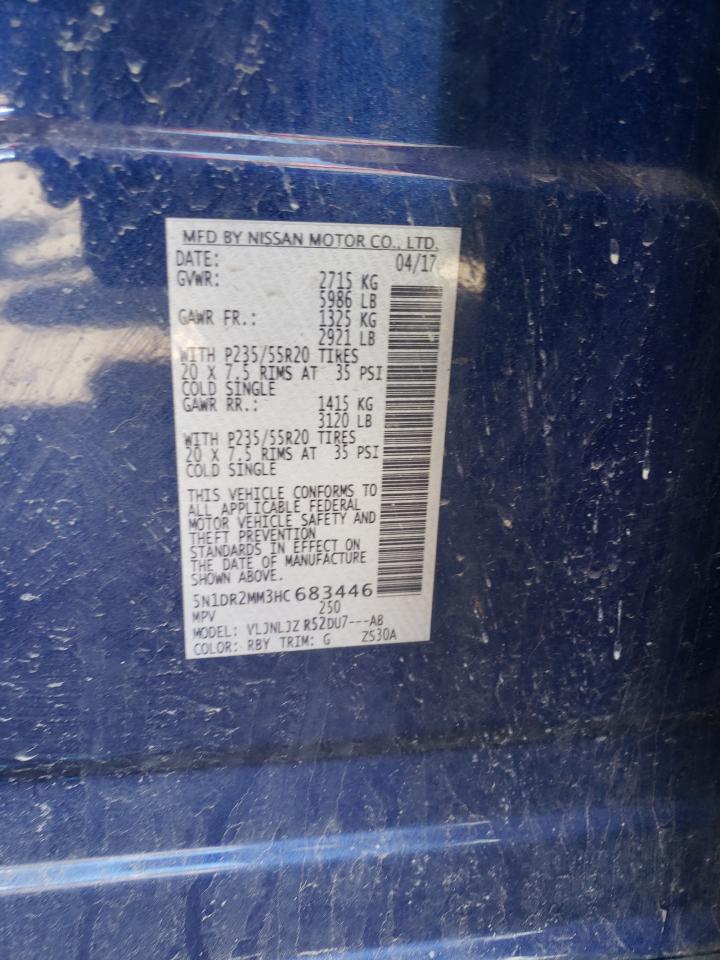 MFD BY NISSAN MOTOR CO., LTD.
DATE: 04/17
GVWR: 2715 KG
5986 LB
GAWR FR.: 1325 KG
2921 LB
WITH P235/55R20 TIRES
20 X 7.5 RIMS AT 35 PSI
COLD SINGLE
GAWR RR.: 1415 KG
3120 LB
WITH P235/55R20 TIRES
20 X 7.5 RIMS AT 35 PSI
COLD SINGLE
THIS VEHICLE CONFORMS TO
ALL APPLICABLE FEDERAL
MOTOR VEHICLE SAFETY AND
THEFT PREVENTION
STANDARDS IN EFFECT ON
THE DATE OF MANUFACTURE
SHOWN ABOVE.
5N1DR2MM3HC683446
MPV 250
MODEL: VLJNLJZ R52DU7---AB
COLOR: RBY TRIM: G ZS30A